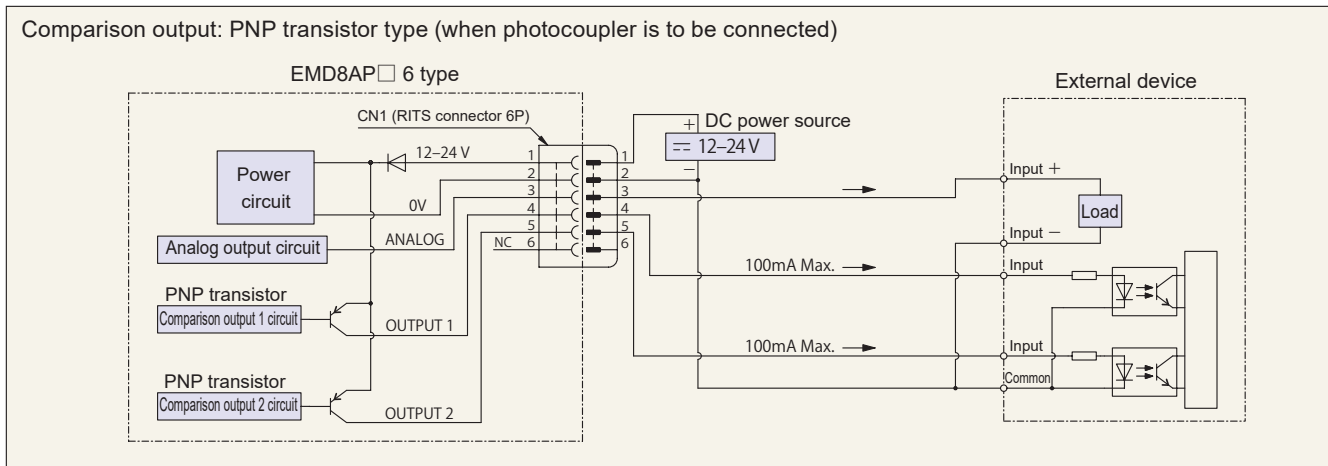 Comparison output: PNP transistor type (when photocoupler is to be connected)
EMD8AP□ 6 type
External device
CN1 (RITS connector 6P)
+ DC power source
12–24 V
−
12–24 V
Power
circuit
0V
Analog output circuit
ANALOG
NC
1
2
3
4
5
6
1
2
3
4
5
6
Input +
Load
Input −
100mA Max.
Input
PNP transistor
Comparison output 1 circuit
OUTPUT 1
100mA Max.
Input
Common
PNP transistor
Comparison output 2 circuit
OUTPUT 2